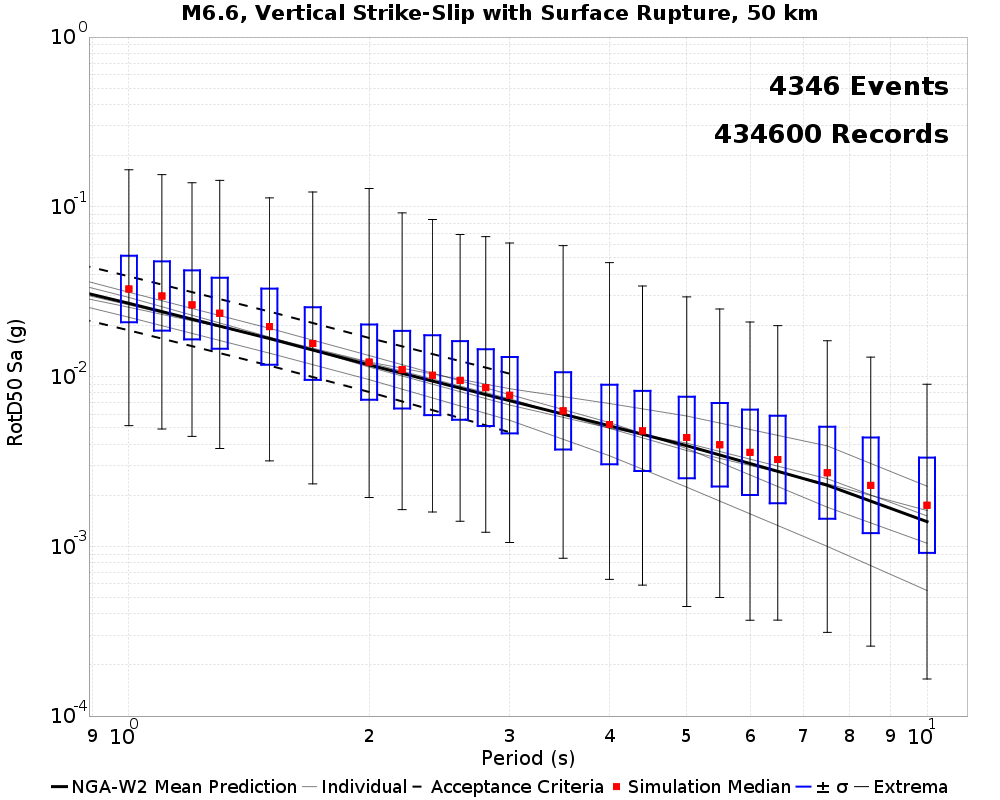 M6.6, Vertical Strike-Slip with Surface Rupture, 50 km
4346 Events
434600 Records
RotD50 Sa (g)
10^0
10^-1
10^-2
10^-3
10^-4
9 10^0 2 3 4 5 6 7 8 9 10^1
Period (s)
NGA-W2 Mean Prediction Individual Acceptance Criteria Simulation Median ± σ Extrema